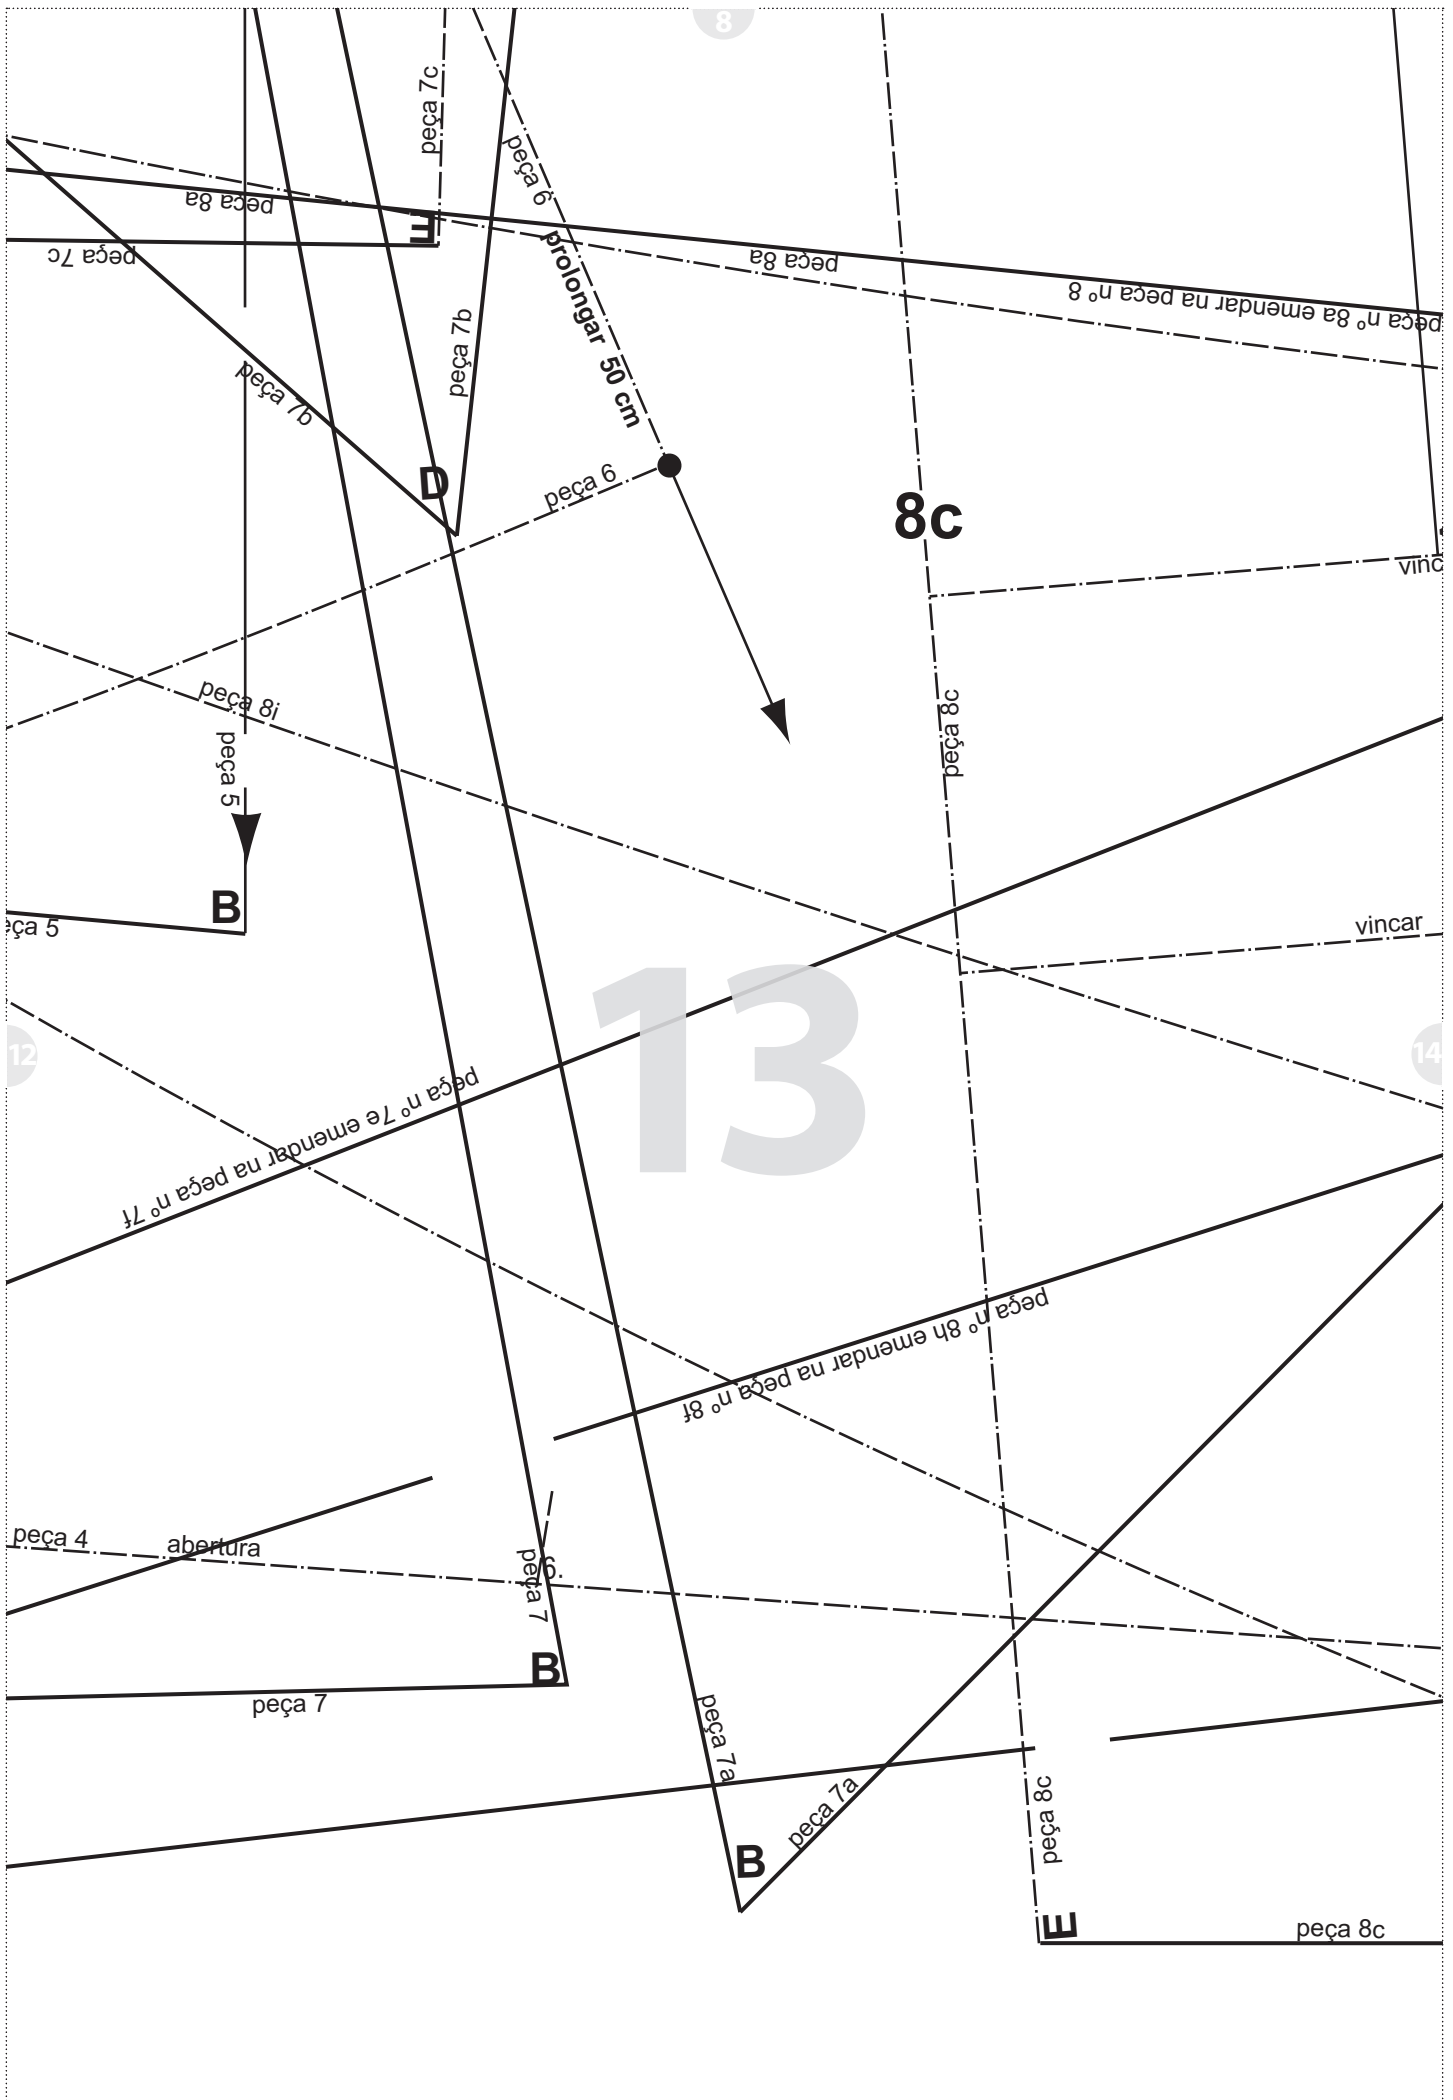 8
peça 7c
peça 6
prolongar 50 cm
peça 8a
E
peça 7c
peça 8a
peça nº 8a emendar na peça nº 8
peça 7b
peça 7b
D
peça 6
8c
vinc
peça 8i
peça 8c
peça 5
B
eça 5
vincar
13
12
14
peça nº 7e emendar na peça nº 7f
peça nº 8h emendar na peça nº 8f
peça 4
abertura
6.
peça 7
B
peça 7
peça 7a
peça 7a
B
peça 8c
E
peça 8c